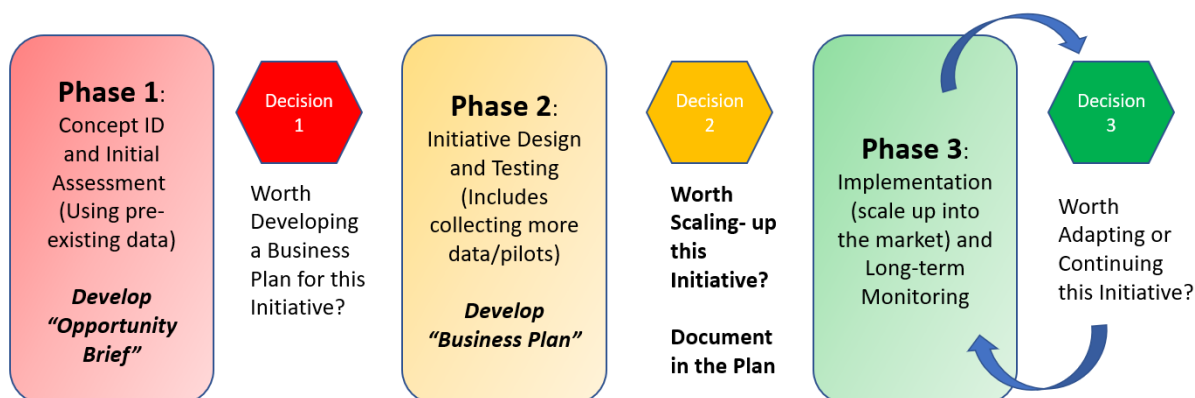 Phase 1:
Concept ID
and Initial
Assessment
(Using pre-
existing data)
Develop
“Opportunity
Brief”
Decision
1
Worth
Developing
a Business
Plan for this
Initiative?
Phase 2:
Initiative Design
and Testing
(Includes
collecting more
data/pilots)
Develop
“Business Plan”
Decision
2
Worth
Scaling- up
this
Initiative?
Document
in the Plan
Phase 3:
Implementation
(scale up into
the market) and
Long-term
Monitoring
Decision
3
Worth
Adapting or
Continuing
this Initiative?